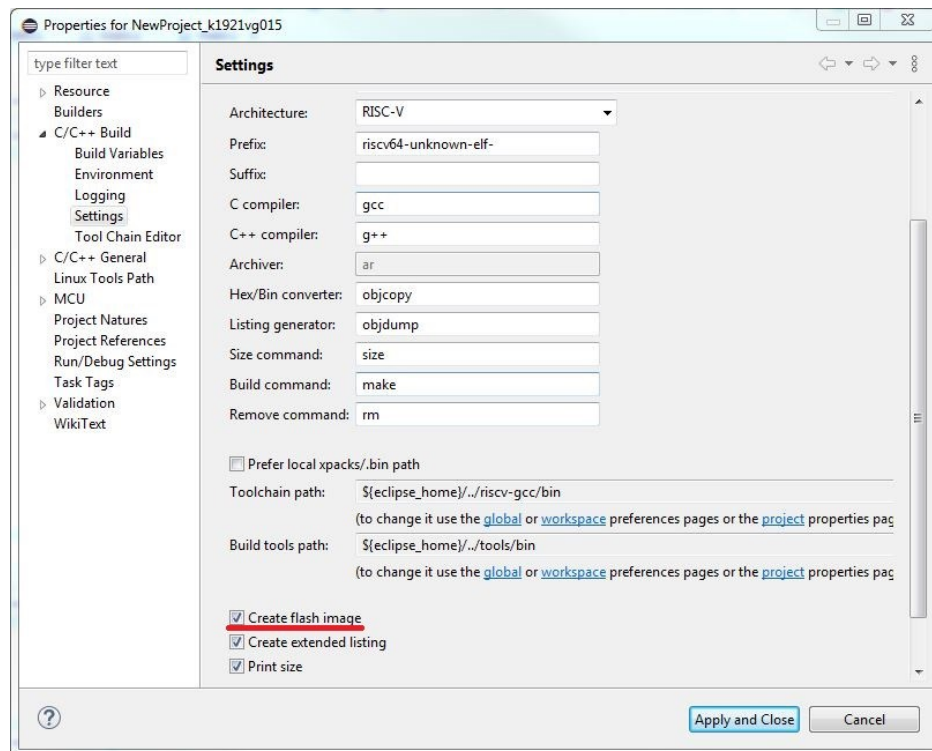 Properties for NewProject_k1921vg015
type filter text
Resource
Builders
C/C++ Build
Build Variables
Environment
Logging
Settings
Tool Chain Editor
C/C++ General
Linux Tools Path
MCU
Project Natures
Project References
Run/Debug Settings
Task Tags
Validation
WikiText
Settings
Architecture: RISC-V
Prefix: riscv64-unknown-elf-
Suffix:
C compiler: gcc
C++ compiler: g++
Archiver: ar
Hex/Bin converter: objcopy
Listing generator: objdump
Size command: size
Build command: make
Remove command: rm
Prefer local xpacks/.bin path
Toolchain path: ${eclipse_home}/../riscv-gcc/bin
(to change it use the global or workspace preferences pages or the project properties pag
Build tools path: ${eclipse_home}/../tools/bin
(to change it use the global or workspace preferences pages or the project properties pag
Create flash image
Create extended listing
Print size
? Apply and Close Cancel